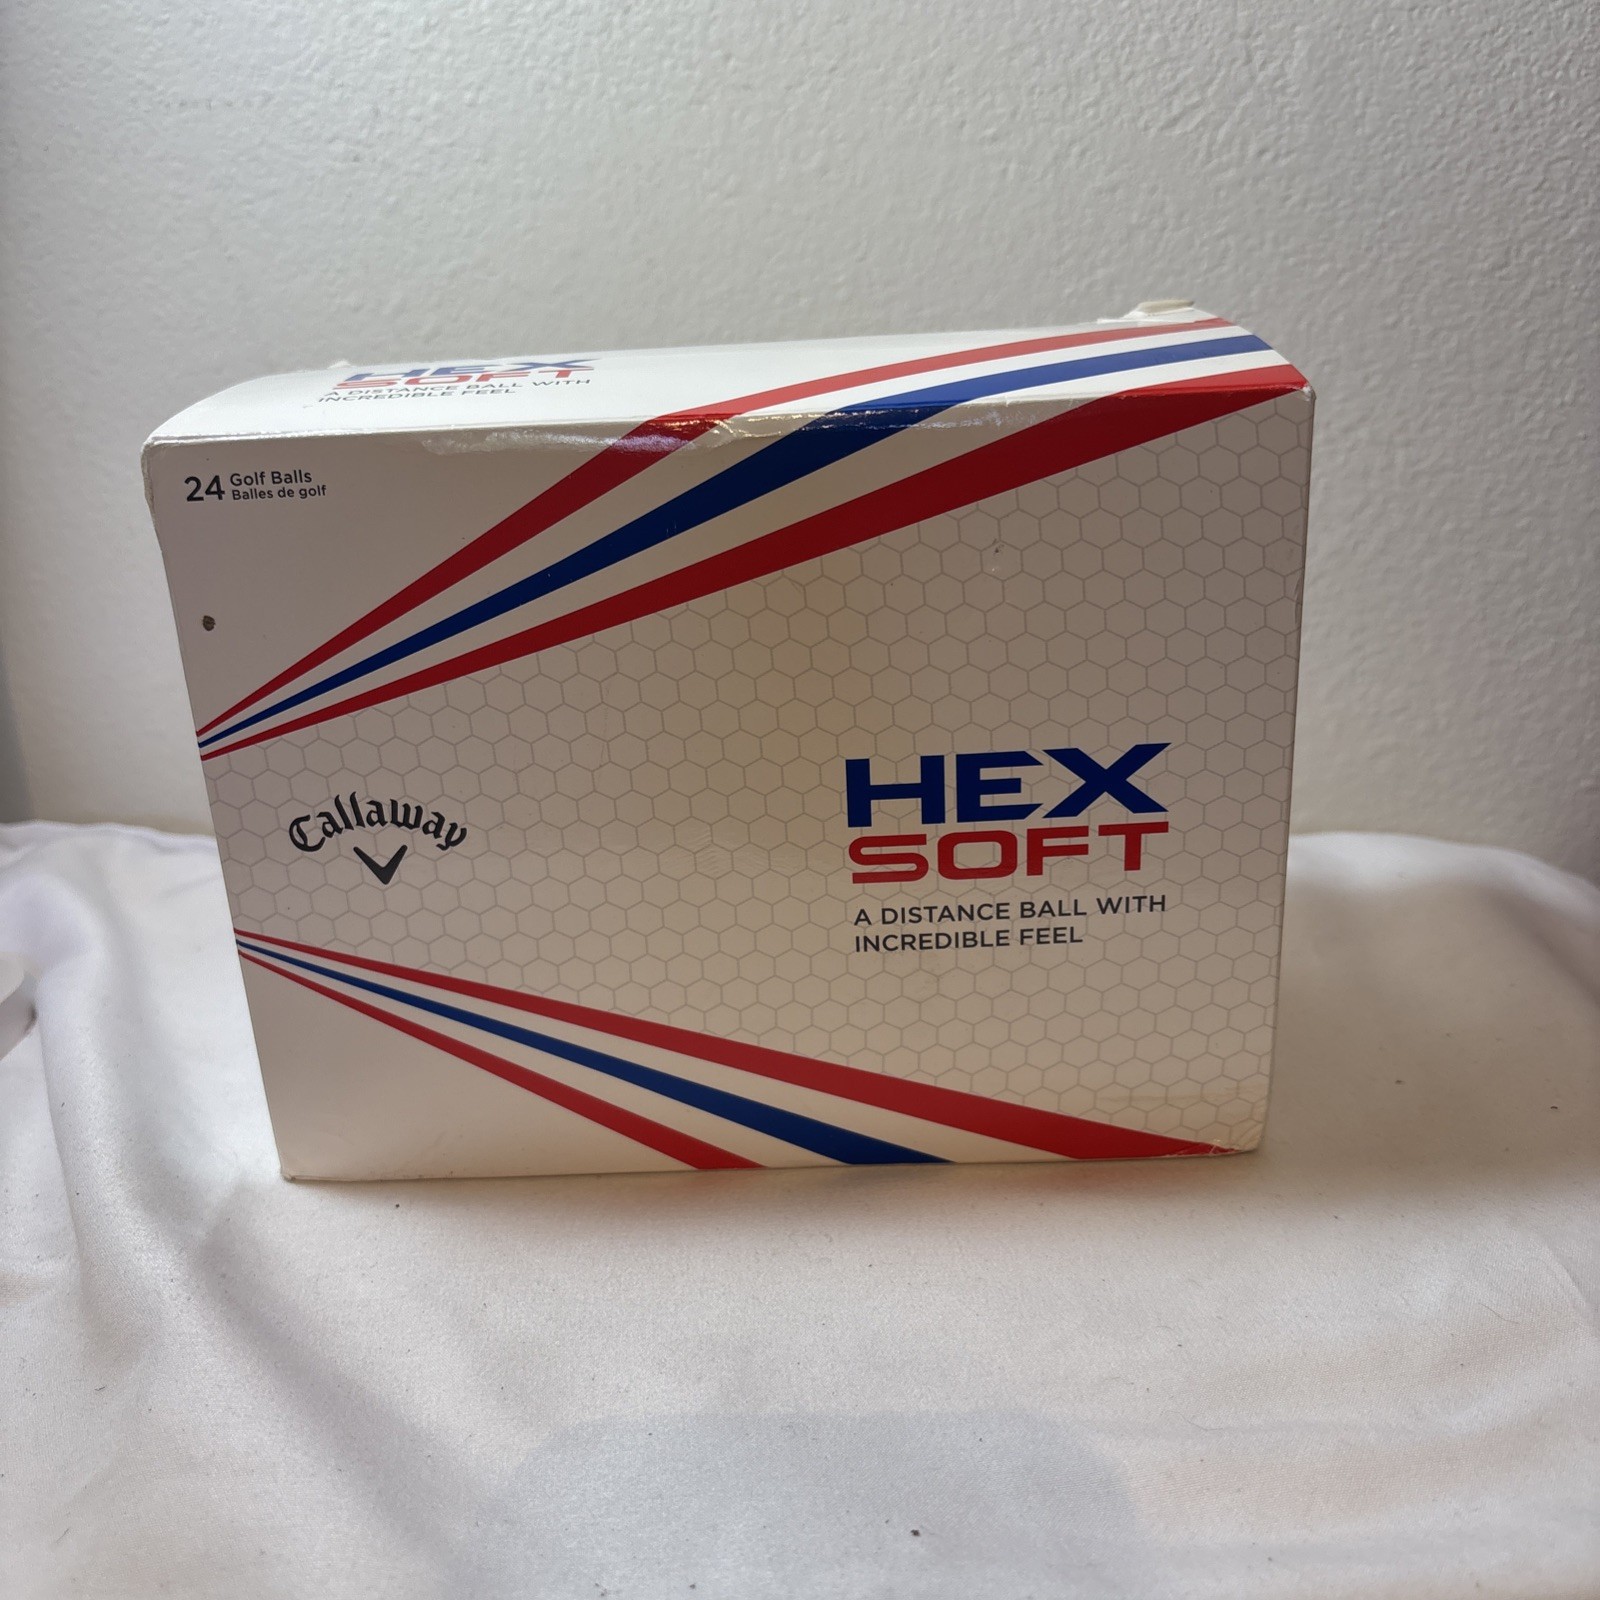 HEX
SOFT
A DISTANCE BALL WITH
INCREDIBLE FEEL
24 Golf Balls
Balles de golf
Callaway
HEX
SOFT
A DISTANCE BALL WITH
INCREDIBLE FEEL